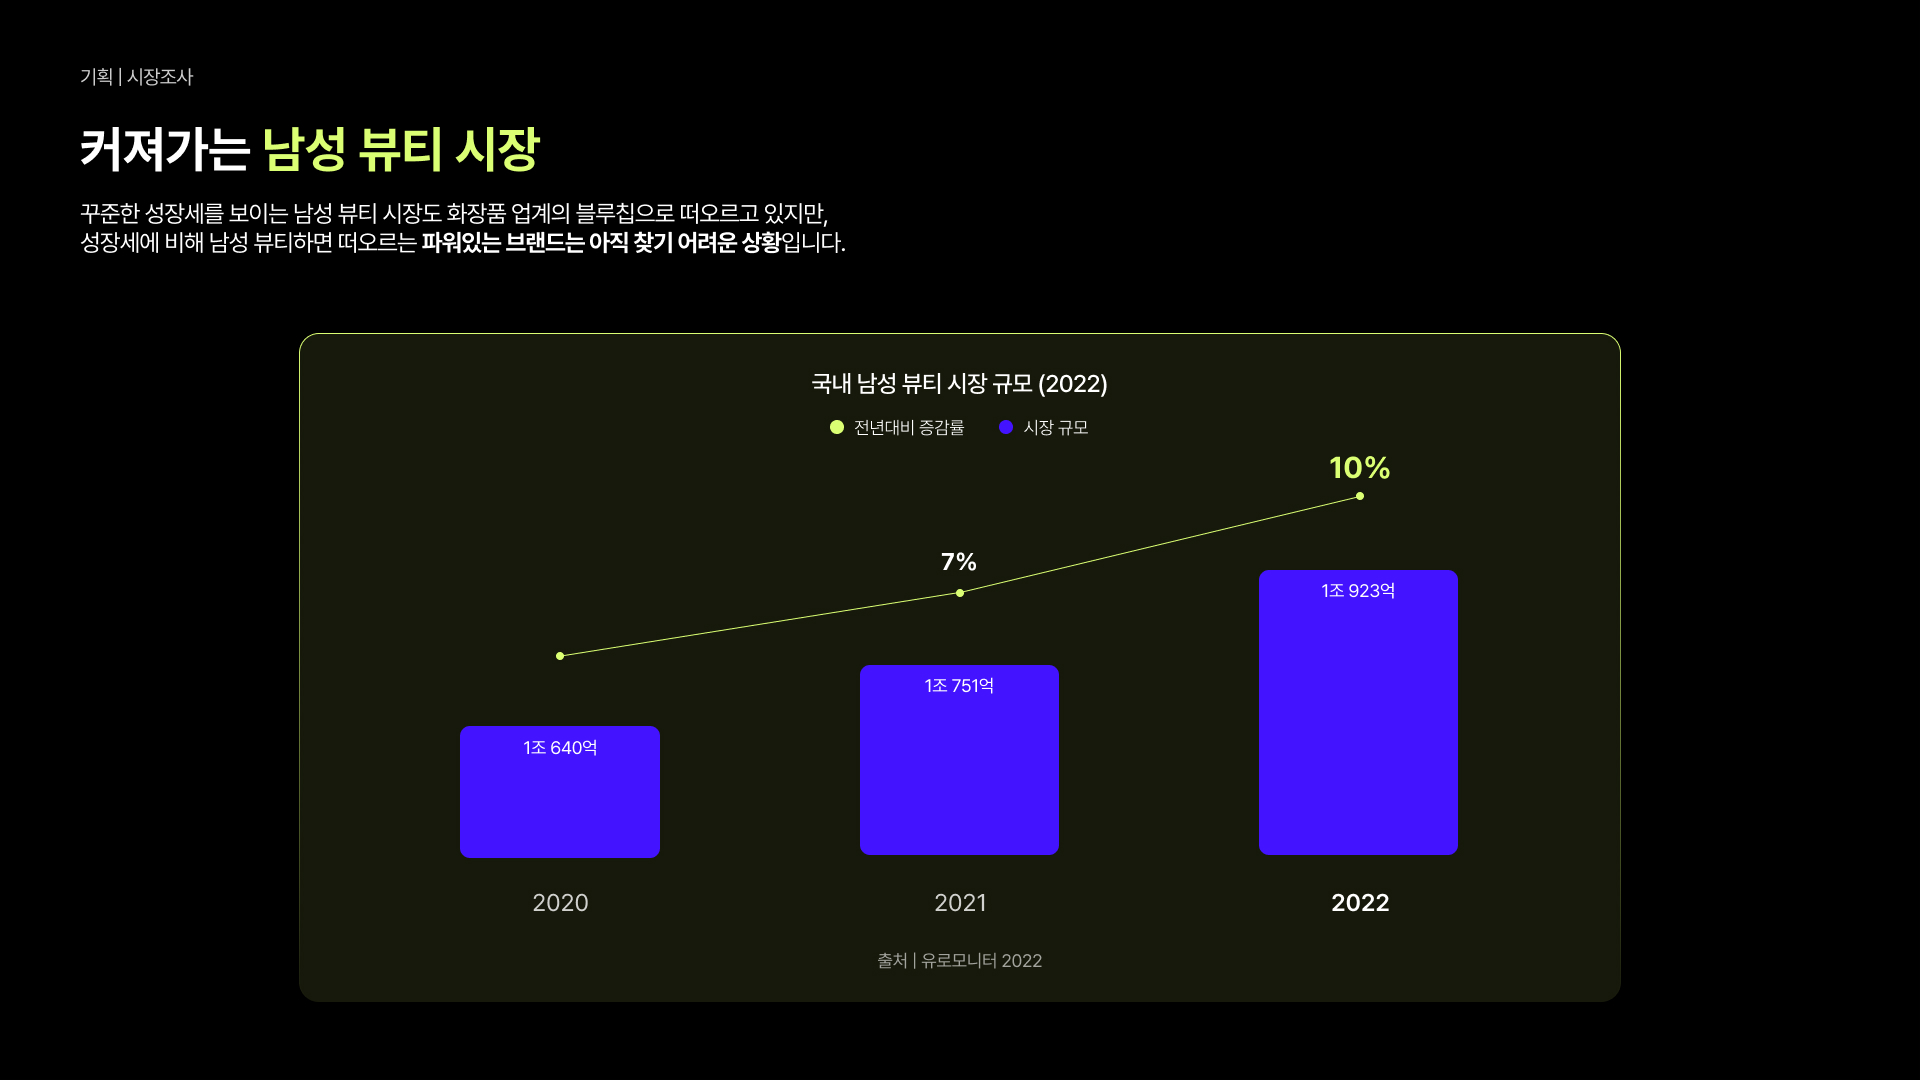 기획 | 시장조사
커져가는 남성 뷰티 시장
꾸준한 성장세를 보이는 남성 뷰티 시장도 화장품 업계의 블루칩으로 떠오르고 있지만,
성장세에 비해 남성 뷰티하면 떠오르는 파워있는 브랜드는 아직 찾기 어려운 상황입니다.
국내 남성 뷰티 시장 규모 (2022)
전년대비 증감률 시장 규모
10%
7%
1조 923억
1조 751억
1조 640억
2020 2021 2022
출처 | 유로모니터 2022